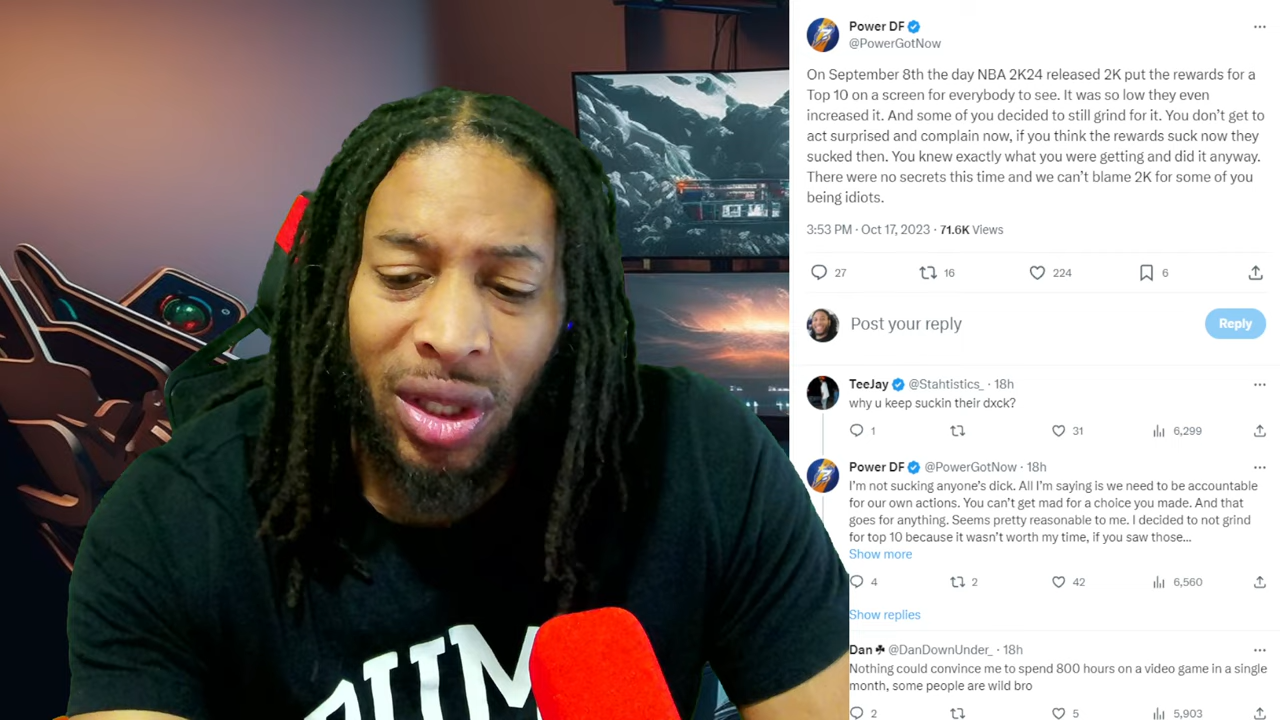 Power DF
@PowerGotNow
On September 8th the day NBA 2K24 released 2K put the rewards for a
Top 10 on a screen for everybody to see. It was so low they even
increased it. And some of you decided to still grind for it. You don't get to
act surprised and complain now, if you think the rewards suck now they
sucked then. You knew exactly what you were getting and did it anyway.
There were no secrets this time and we can't blame 2K for some of you
being idiots.
3:53 PM · Oct 17, 2023 · 71.6K Views
27 16 224 6
Post your reply
Reply
TeeJay @Stahtistics_ · 18h
why u keep suckin their dxck?
1 31 6,299
Power DF @PowerGotNow · 18h
I'm not sucking anyone's dick. All I'm saying is we need to be accountable
for our own actions. You can't get mad for a choice you made. And that
goes for anything. Seems pretty reasonable to me. I decided to not grind
for top 10 because it wasn't worth my time, if you saw those...
Show more
4 2 42 6,560
Show replies
Dan ☘ @DanDownUnder_ · 18h
Nothing could convince me to spend 800 hours on a video game in a single
month, some people are wild bro
2 5 5,903